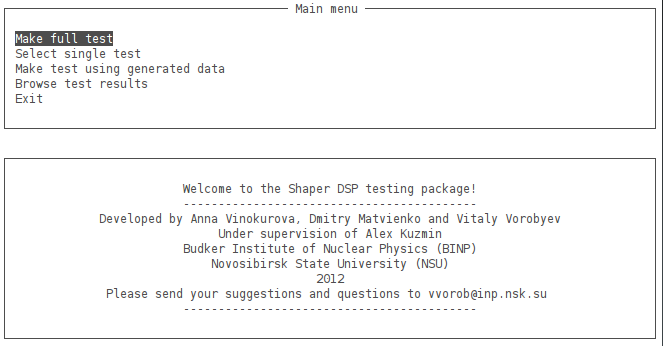 Main menu
Make full test
Select single test
Make test using generated data
Browse test results
Exit
Welcome to the Shaper DSP testing package!
------------------------------------------
Developed by Anna Vinokurova, Dmitry Matvienko and Vitaly Vorobyev
Under supervision of Alex Kuzmin
Budker Institute of Nuclear Physics (BINP)
Novosibirsk State University (NSU)
2012
Please send your suggestions and questions to vvorob@inp.nsk.su
------------------------------------------